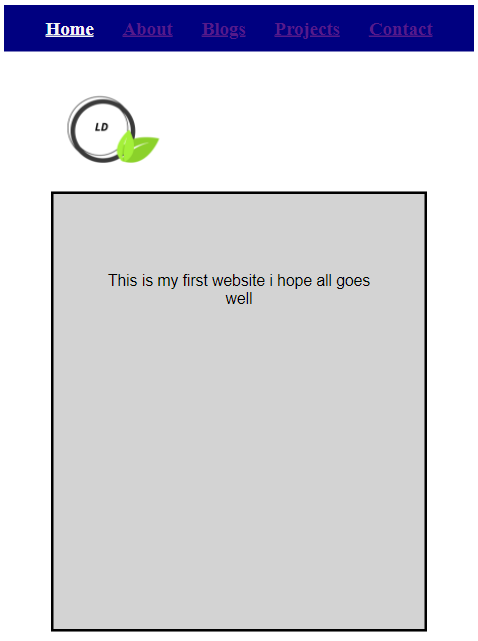 Home About Blogs Projects Contact
LD
This is my first website i hope all goes
well